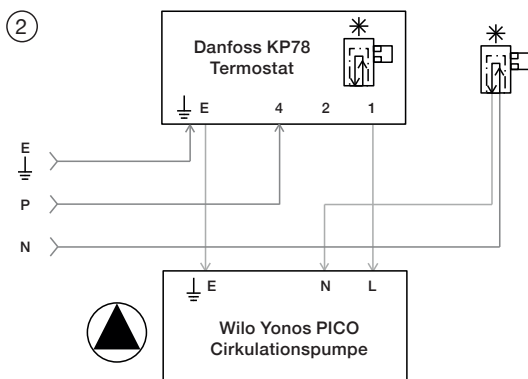 2
Danfoss KP78
Termostat
E 4 2 1
E
P
N
E N L
Wilo Yonos PICO
Cirkulationspumpe